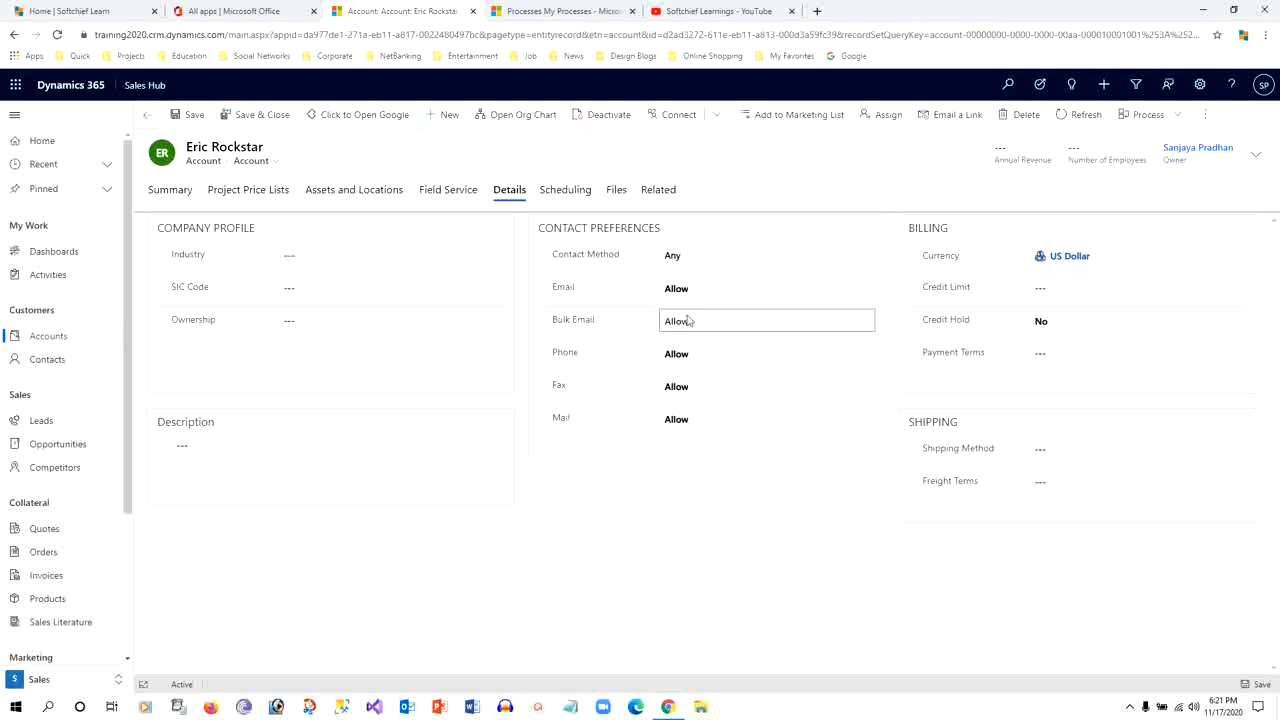 Home | Softchief Learn
All apps | Microsoft Office
Account: Account: Eric Rockstar
Processes My Processes - Micros
Softchief Learnings - YouTube
training2020.crm.dynamics.com/main.aspx?appid=da977de1-271a-eb11-a817-0022480497bc&pagetype=entityrecord&etn=account&id=d2ad3272-611e-eb11-a813-000d3a59fc39&recordSetQueryKey=account-00000000-0000-0000-00aa-000010001001%253A%252...
Apps
Quick
Projects
Education
Social Networks
Corporate
NetBanking
Entertainment
Job
News
Design Blogs
Online Shopping
My Favorites
Google
Dynamics 365
Sales Hub
SP
Save
Save & Close
Click to Open Google
New
Open Org Chart
Deactivate
Connect
Add to Marketing List
Assign
Email a Link
Delete
Refresh
Process
Home
Recent
Pinned
My Work
Dashboards
Activities
Customers
Accounts
Contacts
Sales
Leads
Opportunities
Competitors
Collateral
Quotes
Orders
Invoices
Products
Sales Literature
Marketing
S Sales
ER
Eric Rockstar
Account · Account
---
Annual Revenue
---
Number of Employees
Sanjaya Pradhan
Owner
Summary
Project Price Lists
Assets and Locations
Field Service
Details
Scheduling
Files
Related
COMPANY PROFILE
Industry ---
SIC Code ---
Ownership ---
Description
---
CONTACT PREFERENCES
Contact Method Any
Email Allow
Bulk Email Allow
Phone Allow
Fax Allow
Mail Allow
BILLING
Currency US Dollar
Credit Limit ---
Credit Hold No
Payment Terms ---
SHIPPING
Shipping Method ---
Freight Terms ---
Active
Save
6:21 PM
11/17/2020